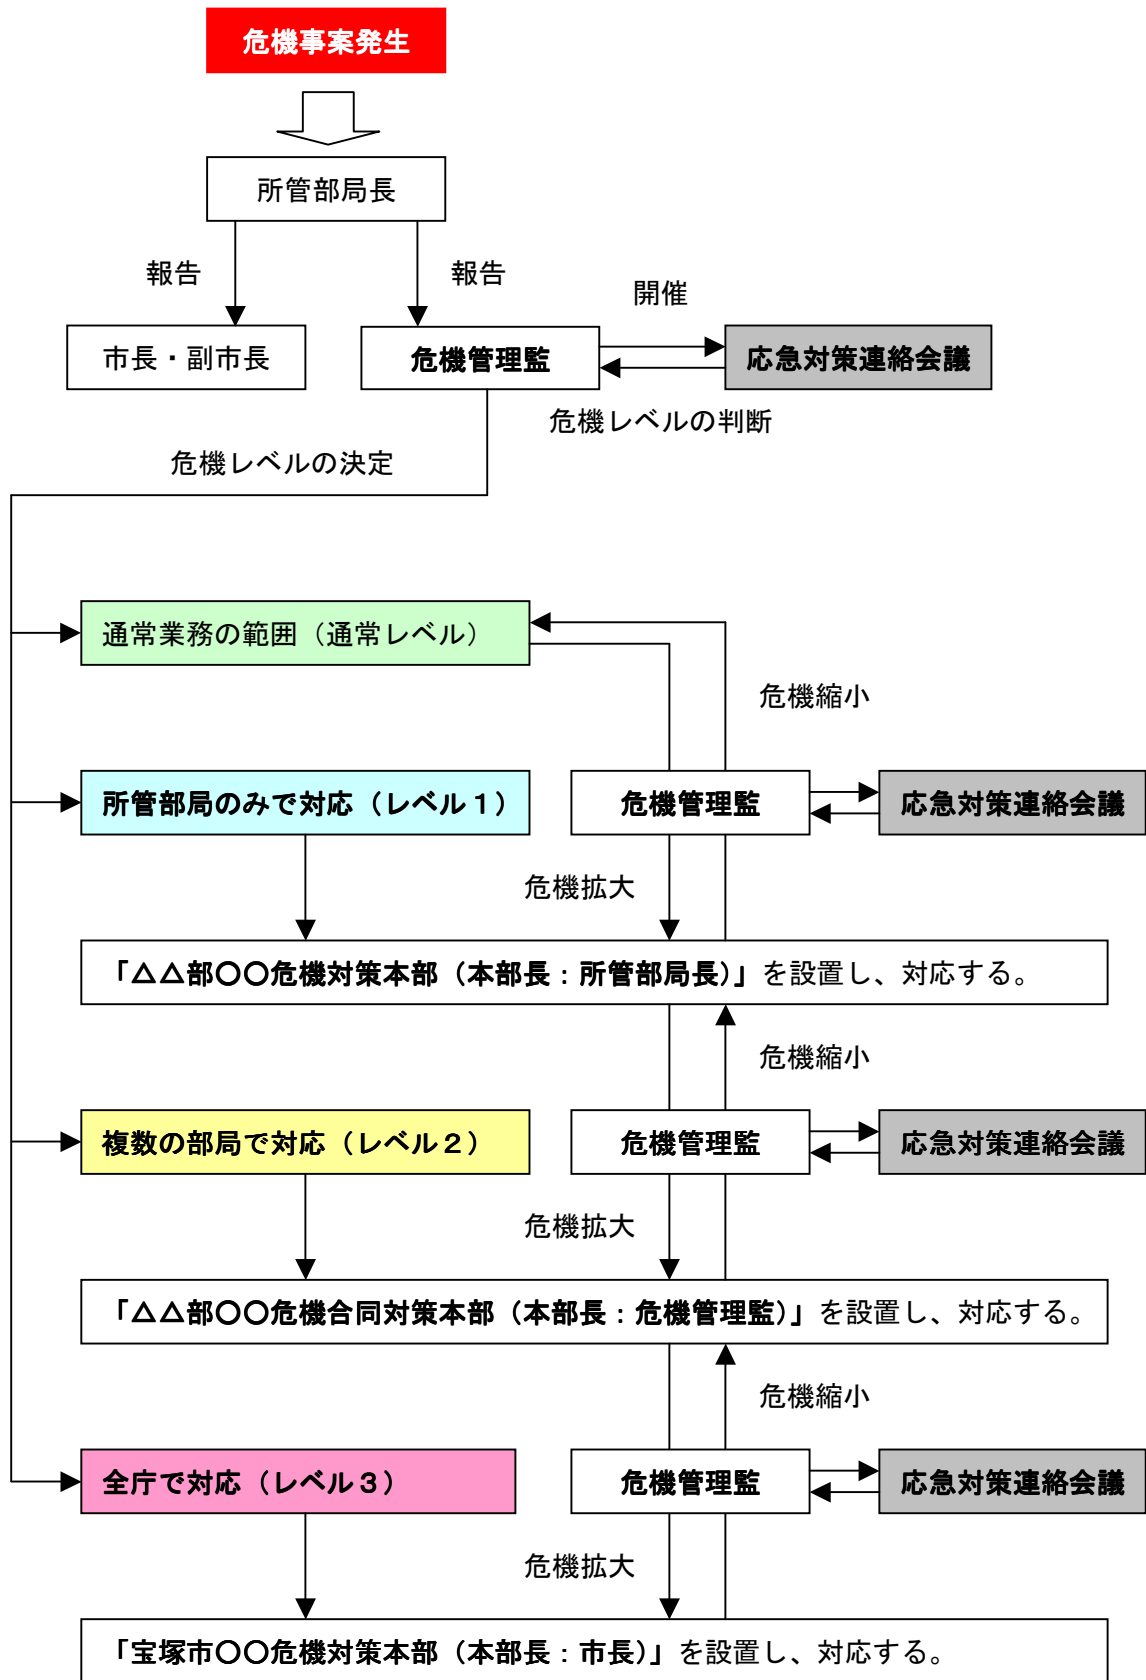 危機事案発生
所管部局長
報告
報告
開催
市長・副市長
危機管理監
応急対策連絡会議
危機レベルの判断
危機レベルの決定
通常業務の範囲（通常レベル）
危機縮小
所管部局のみで対応（レベル１）
危機管理監
応急対策連絡会議
危機拡大
「△△部〇〇危機対策本部（本部長：所管部局長）」を設置し、対応する。
危機縮小
複数の部局で対応（レベル２）
危機管理監
応急対策連絡会議
危機拡大
「△△部〇〇危機合同対策本部（本部長：危機管理監）」を設置し、対応する。
危機縮小
全庁で対応（レベル３）
危機管理監
応急対策連絡会議
危機拡大
「宝塚市〇〇危機対策本部（本部長：市長）」を設置し、対応する。